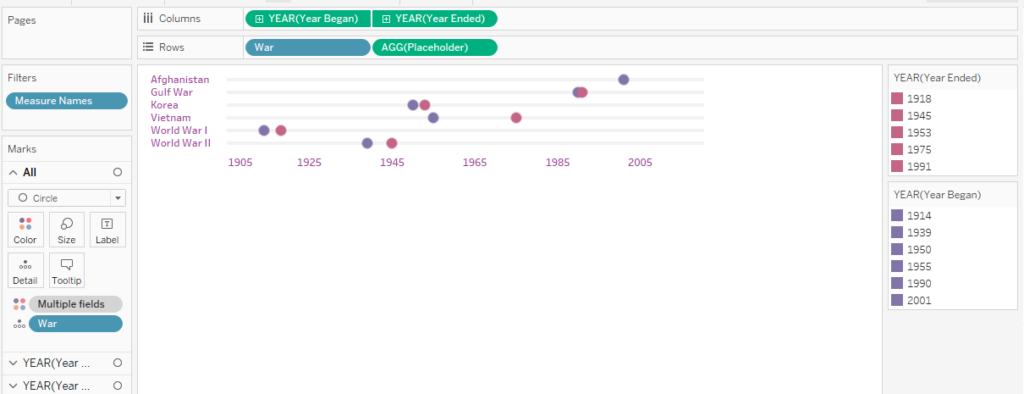 Pages
Columns
YEAR(Year Began)
YEAR(Year Ended)
Rows
War
AGG(Placeholder)
Filters
Measure Names
Marks
All
Circle
Color
Size
Label
Detail
Tooltip
Multiple fields
War
YEAR(Year ...
YEAR(Year ...
Afghanistan
Gulf War
Korea
Vietnam
World War I
World War II
1905 1925 1945 1965 1985 2005
YEAR(Year Ended)
1918
1945
1953
1975
1991
YEAR(Year Began)
1914
1939
1950
1955
1990
2001